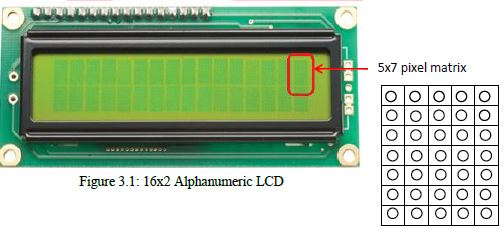 5x7 pixel matrix
Figure 3.1: 16x2 Alphanumeric LCD